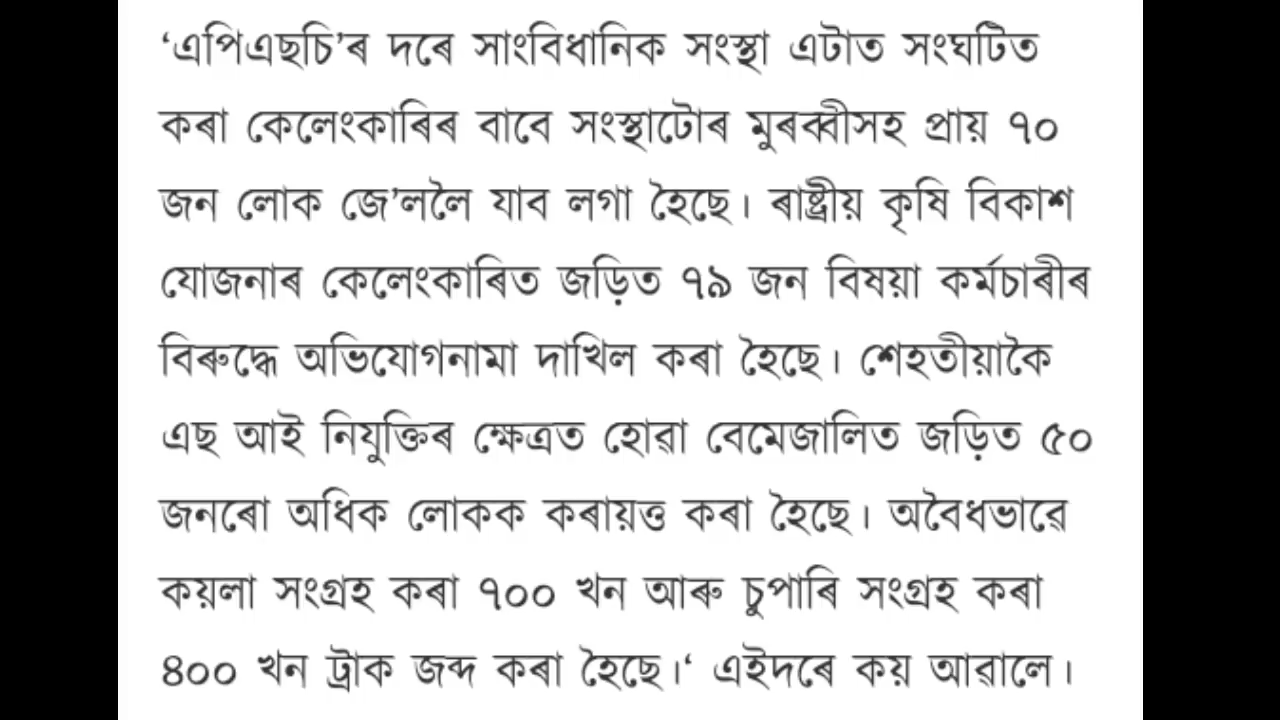 ‘এপিএছচি’ৰ দৰে সাংবিধানিক সংস্থা এটাত সংঘটিত
কৰা কেলেংকাৰিৰ বাবে সংস্থাটোৰ মুৰব্বীসহ প্ৰায় ৭০
জন লোক জে’ললৈ যাব লগা হৈছে। ৰাষ্ট্ৰীয় কৃষি বিকাশ
যোজনাৰ কেলেংকাৰিত জড়িত ৭৯ জন বিষয়া কৰ্মচাৰীৰ
বিৰুদ্ধে অভিযোগনামা দাখিল কৰা হৈছে। শেহতীয়াকৈ
এছ আই নিযুক্তিৰ ক্ষেত্ৰত হোৱা বেমেজালিত জড়িত ৫০
জনৰো অধিক লোকক কৰায়ত্ত কৰা হৈছে। অবৈধভাৱে
কয়লা সংগ্ৰহ কৰা ৭০০ খন আৰু চুপাৰি সংগ্ৰহ কৰা
৪০০ খন ট্ৰাক জব্দ কৰা হৈছে।‘ এইদৰে কয় আৱালে।